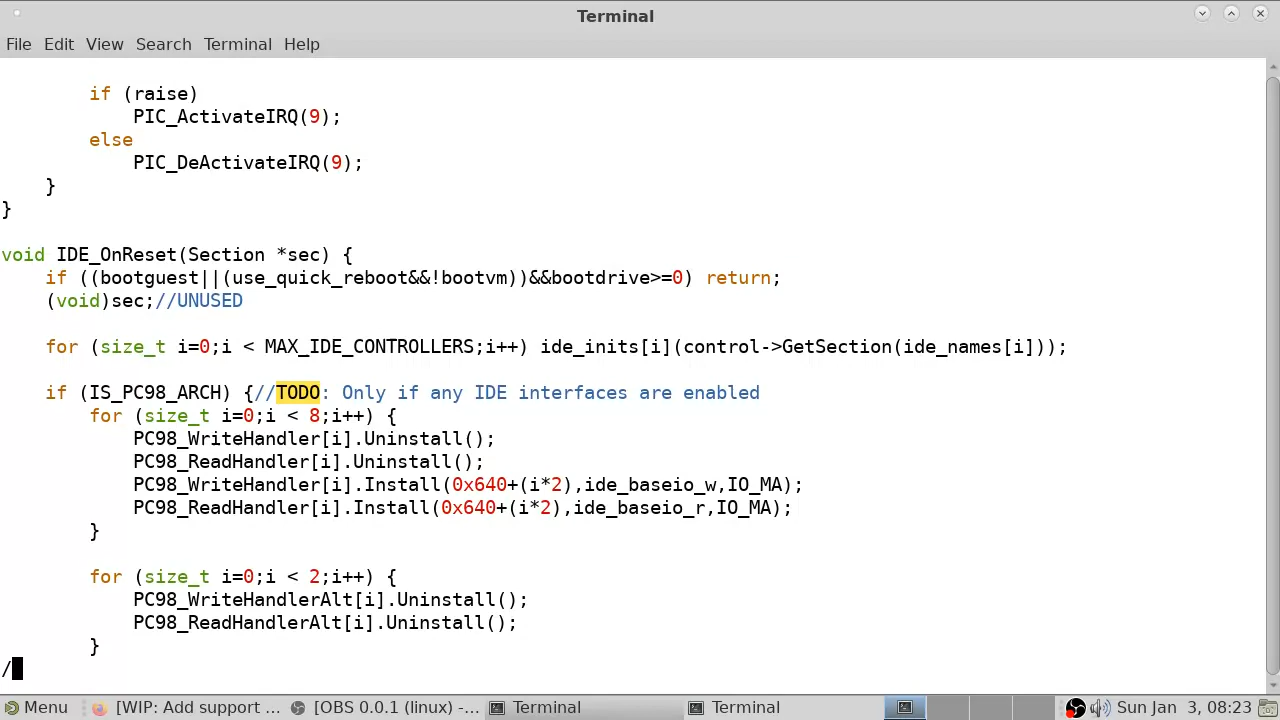 Terminal
File Edit View Search Terminal Help
if (raise)
PIC_ActivateIRQ(9);
else
PIC_DeActivateIRQ(9);
}
}
void IDE_OnReset(Section *sec) {
if ((bootguest||(use_quick_reboot&&!bootvm))&&bootdrive>=0) return;
(void)sec;//UNUSED
for (size_t i=0;i < MAX_IDE_CONTROLLERS;i++) ide_inits[i](control->GetSection(ide_names[i]));
if (IS_PC98_ARCH) {//TODO: Only if any IDE interfaces are enabled
for (size_t i=0;i < 8;i++) {
PC98_WriteHandler[i].Uninstall();
PC98_ReadHandler[i].Uninstall();
PC98_WriteHandler[i].Install(0x640+(i*2),ide_baseio_w,IO_MA);
PC98_ReadHandler[i].Install(0x640+(i*2),ide_baseio_r,IO_MA);
}
for (size_t i=0;i < 2;i++) {
PC98_WriteHandlerAlt[i].Uninstall();
PC98_ReadHandlerAlt[i].Uninstall();
}
/
Menu [WIP: Add support ... [OBS 0.0.1 (linux) -... Terminal Terminal Sun Jan 3, 08:23